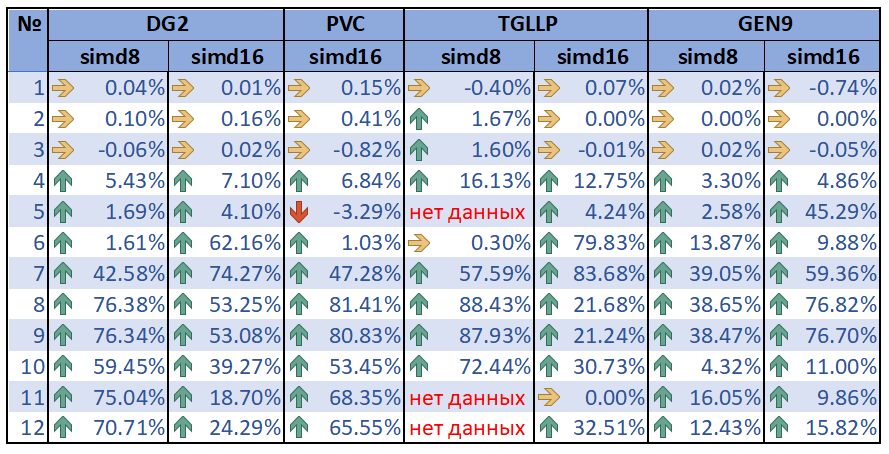 № DG2 PVC TGLLP GEN9
simd8 simd16 simd16 simd8 simd16 simd8 simd16
1 0.04% 0.01% 0.15% -0.40% 0.07% 0.02% -0.74%
2 0.10% 0.16% 0.41% 1.67% 0.00% 0.00% 0.00%
3 -0.06% 0.02% -0.82% 1.60% -0.01% 0.02% -0.05%
4 5.43% 7.10% 6.84% 16.13% 12.75% 3.30% 4.86%
5 1.69% 4.10% -3.29% нет данных 4.24% 2.58% 45.29%
6 1.61% 62.16% 1.03% 0.30% 79.83% 13.87% 9.88%
7 42.58% 74.27% 47.28% 57.59% 83.68% 39.05% 59.36%
8 76.38% 53.25% 81.41% 88.43% 21.68% 38.65% 76.82%
9 76.34% 53.08% 80.83% 87.93% 21.24% 38.47% 76.70%
10 59.45% 39.27% 53.45% 72.44% 30.73% 4.32% 11.00%
11 75.04% 18.70% 68.35% нет данных 0.00% 16.05% 9.86%
12 70.71% 24.29% 65.55% нет данных 32.51% 12.43% 15.82%